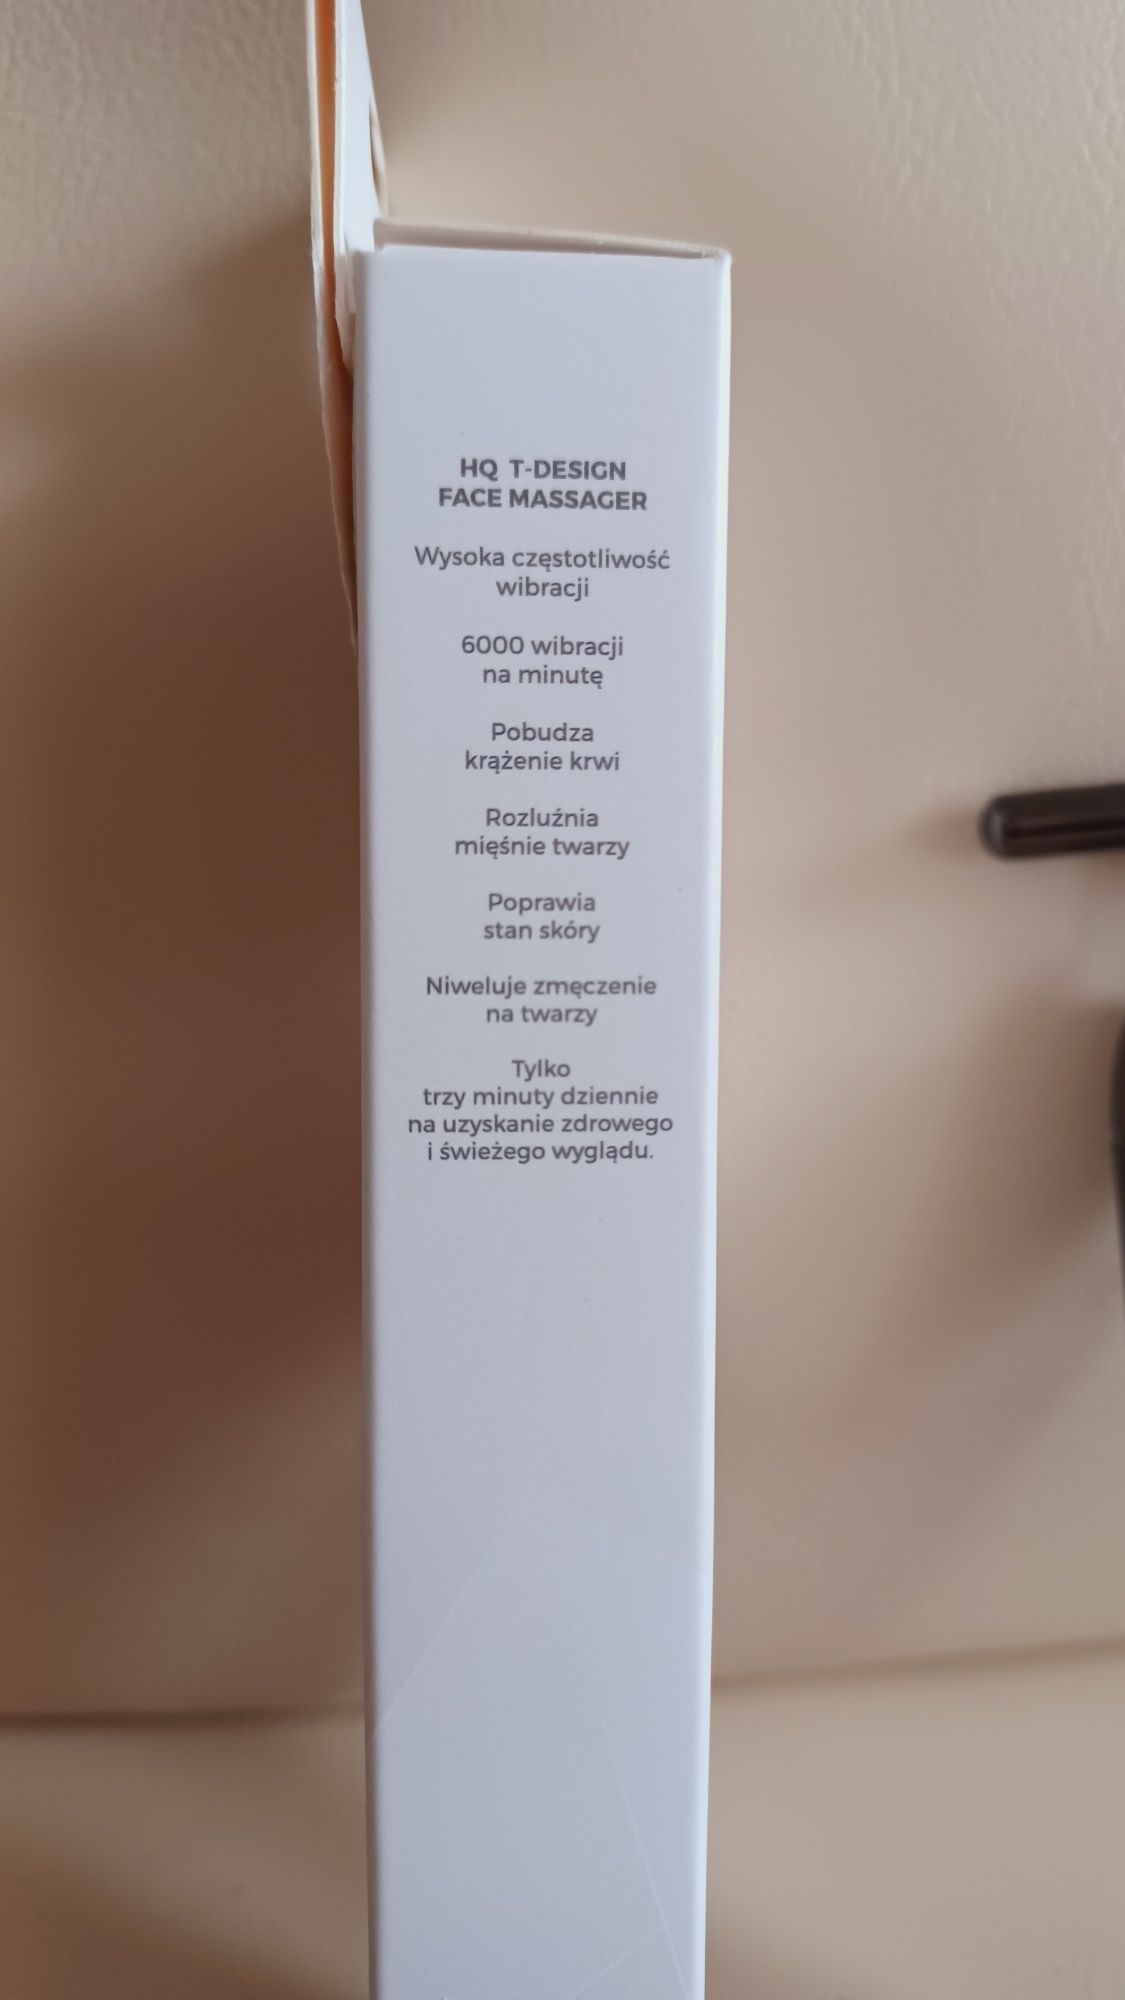 HQ T-DESIGN
FACE MASSAGER
Wysoka częstotliwość
wibracji
6000 wibracji
na minutę
Pobudza
krążenie krwi
Rozluźnia
mięśnie twarzy
Poprawia
stan skóry
Niweluje zmęczenie
na twarzy
Tylko
trzy minuty dziennie
na uzyskanie zdrowego
i świeżego wyglądu.